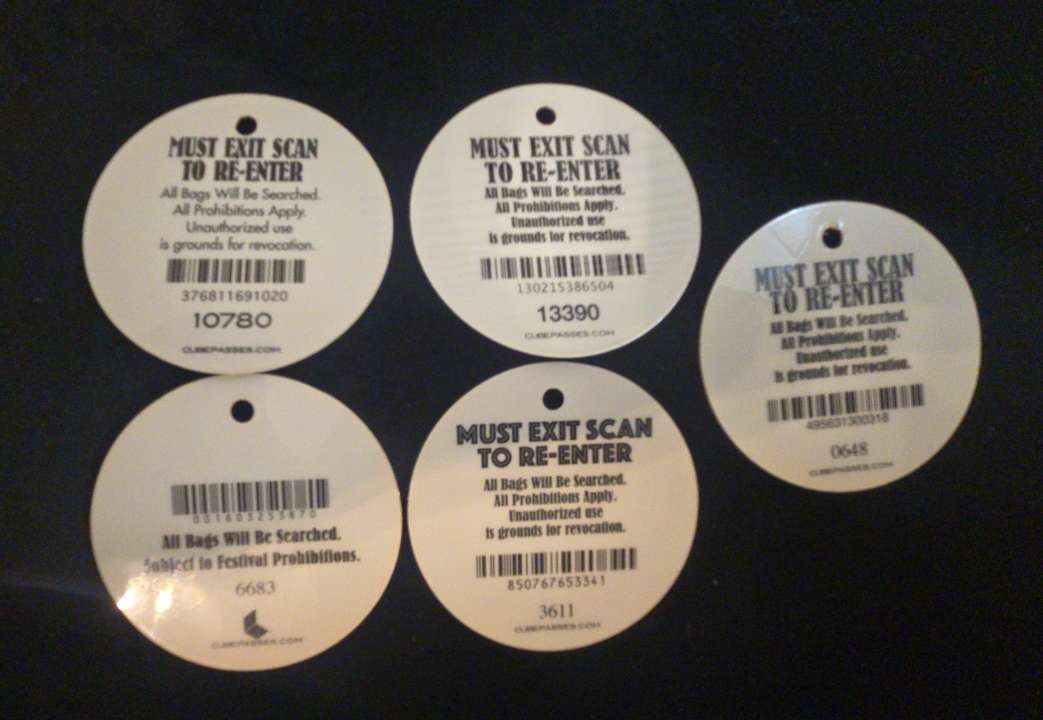 MUST EXIT SCAN
TO RE-ENTER
All Bags Will Be Searched.
All Prohibitions Apply.
Unauthorized use
is grounds for revocation.
376811691020
10780
CUBEPASSES.COM
MUST EXIT SCAN
TO RE-ENTER
All Bags Will Be Searched.
All Prohibitions Apply.
Unauthorized use
is grounds for revocation.
130215386504
13390
CUBEPASSES.COM
MUST EXIT SCAN
TO RE-ENTER
All Bags Will Be Searched.
All Prohibitions Apply.
Unauthorized use
is grounds for revocation.
495631300318
0648
CUBEPASSES.COM
All Bags Will Be Searched.
Subject to Festival Prohibitions.
6683
CUBEPASSES.COM
MUST EXIT SCAN
TO RE-ENTER
All Bags Will Be Searched.
All Prohibitions Apply.
Unauthorized use
is grounds for revocation.
850767653341
3611
CUBEPASSES.COM